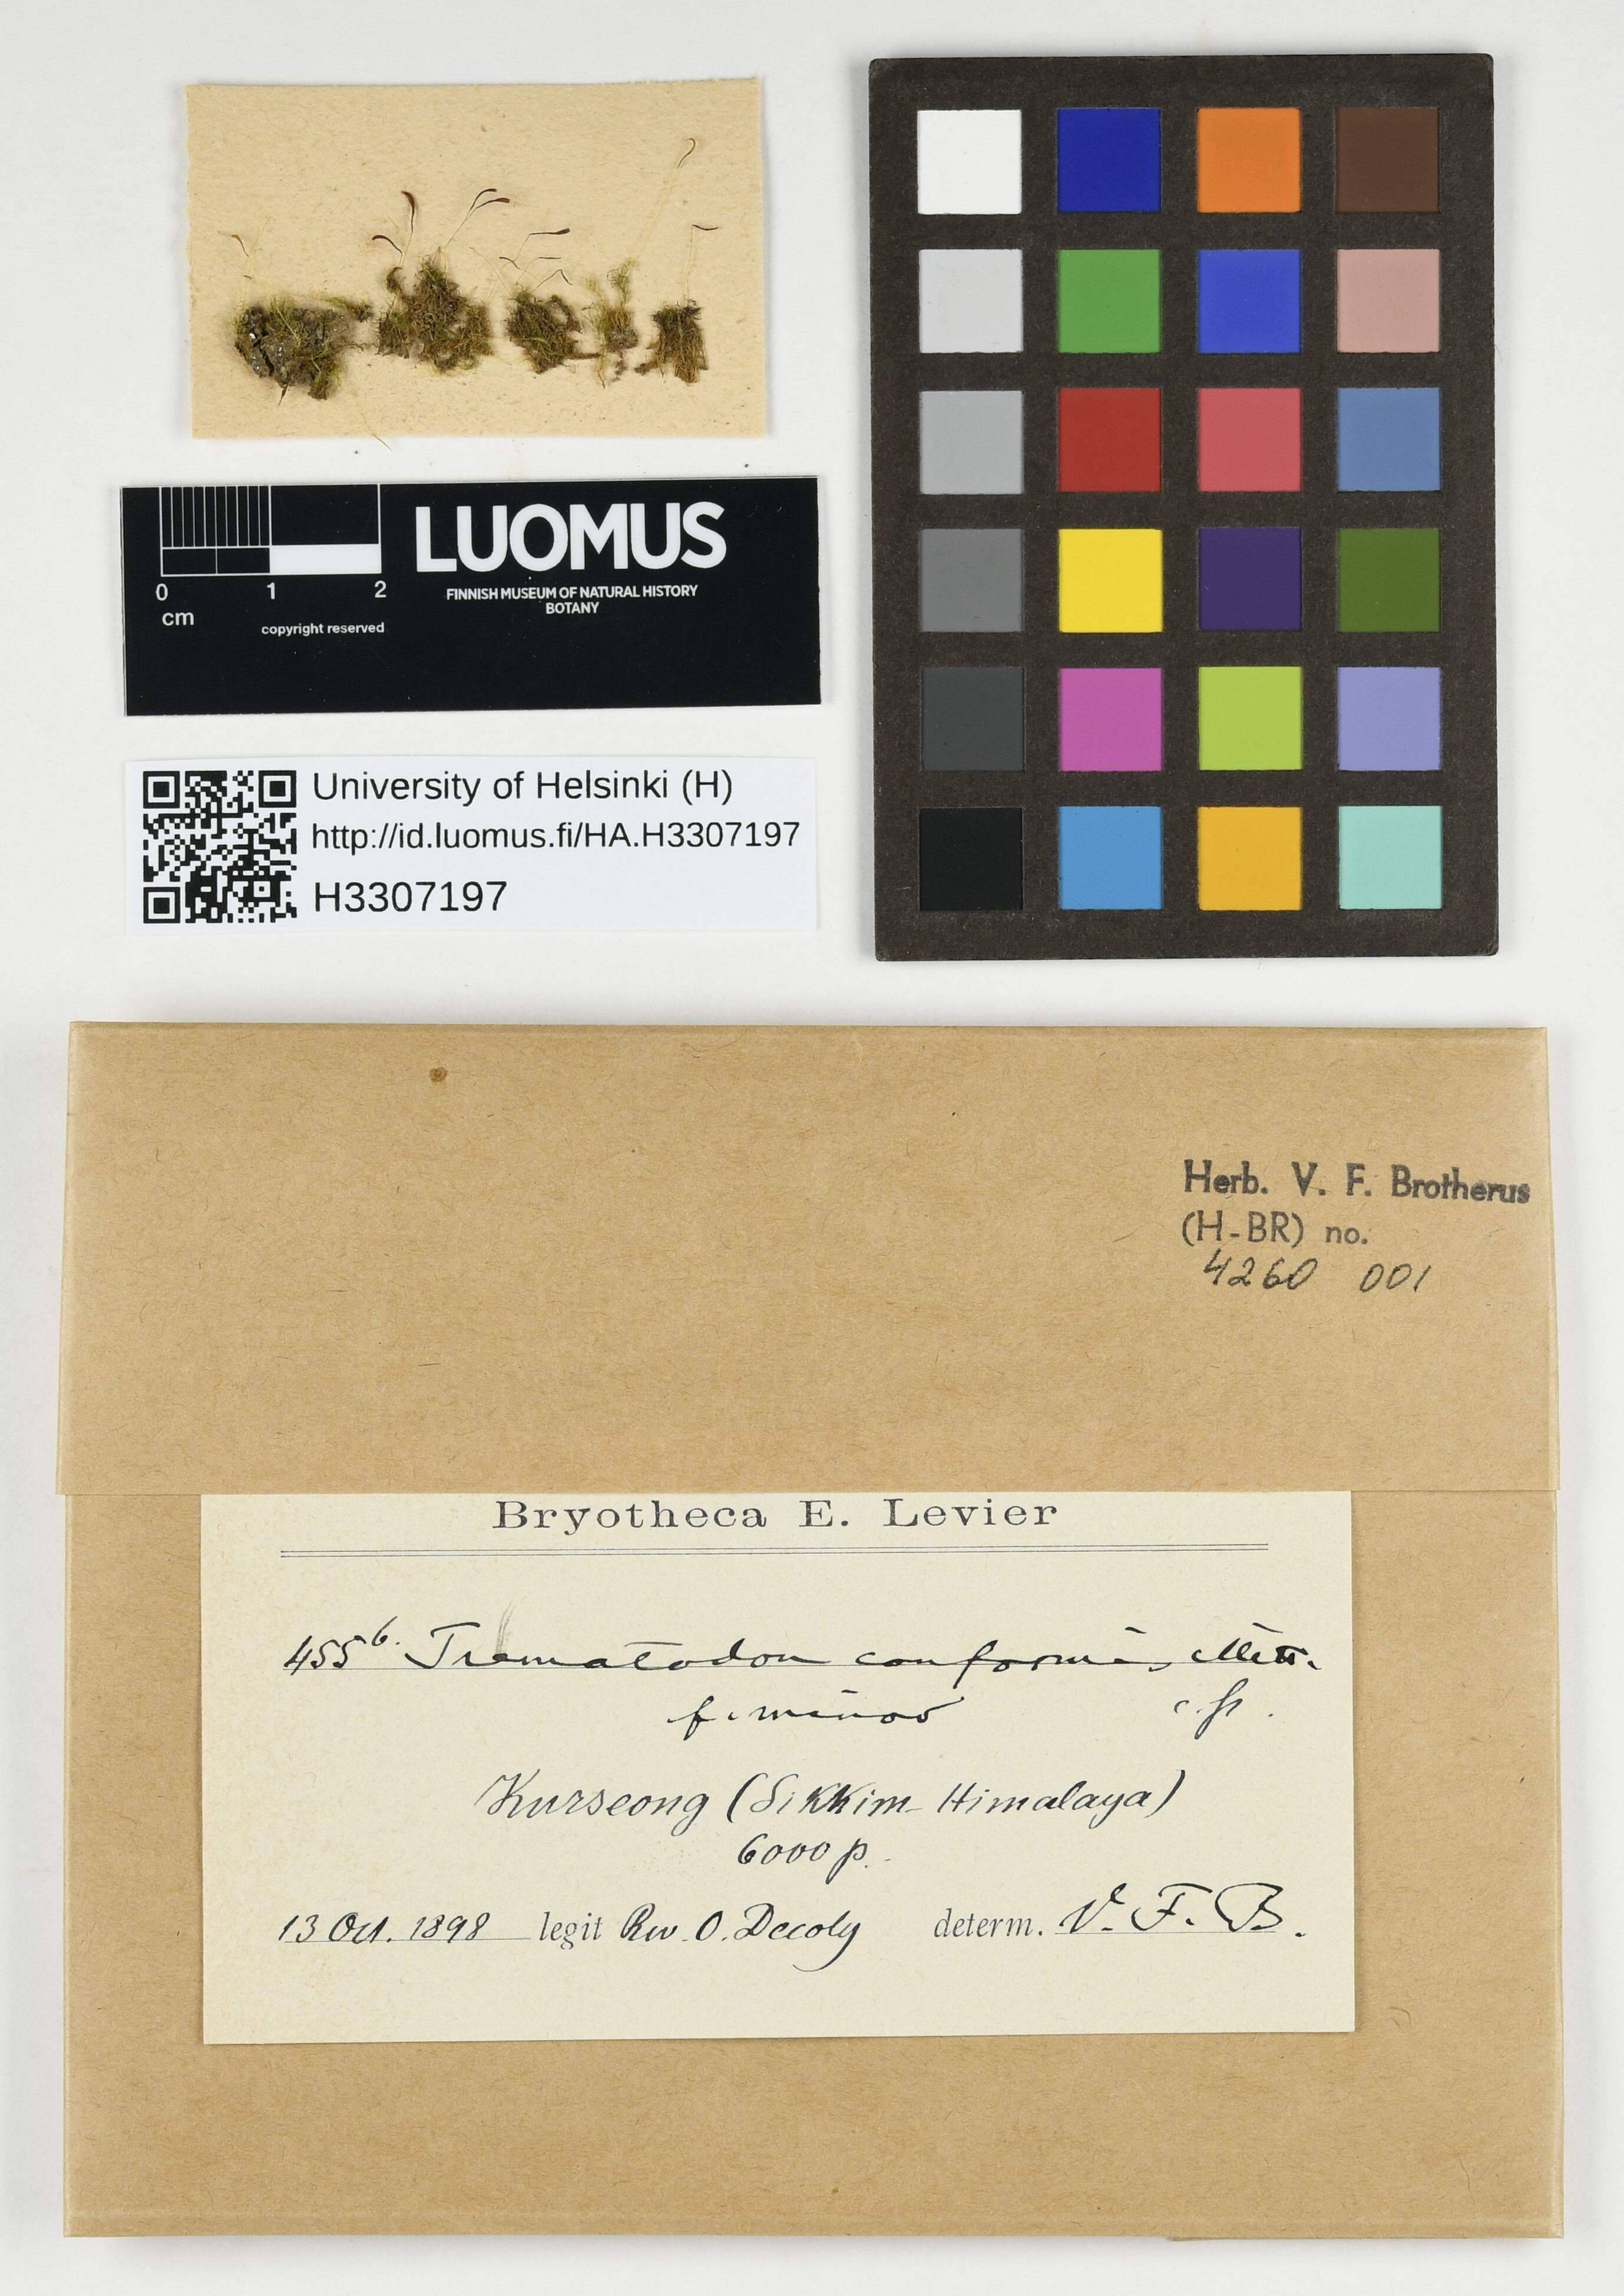 0 1 2
cm
copyright reserved
LUOMUS
FINNISH MUSEUM OF NATURAL HISTORY
BOTANY
University of Helsinki (H)
http://id.luomus.fi/HA.H3307197
H3307197
Herb. V. F. Brotherus
(H-BR) no.
4260 001
Bryotheca E. Levier
455b. Trematodon conformis Mitt.
f. minor c. fr.
Kurseong (Sikkim-Himalaya)
6000 p.
13 Oct. 1898 legit Rev. O. Decoly determ. V. F. B.